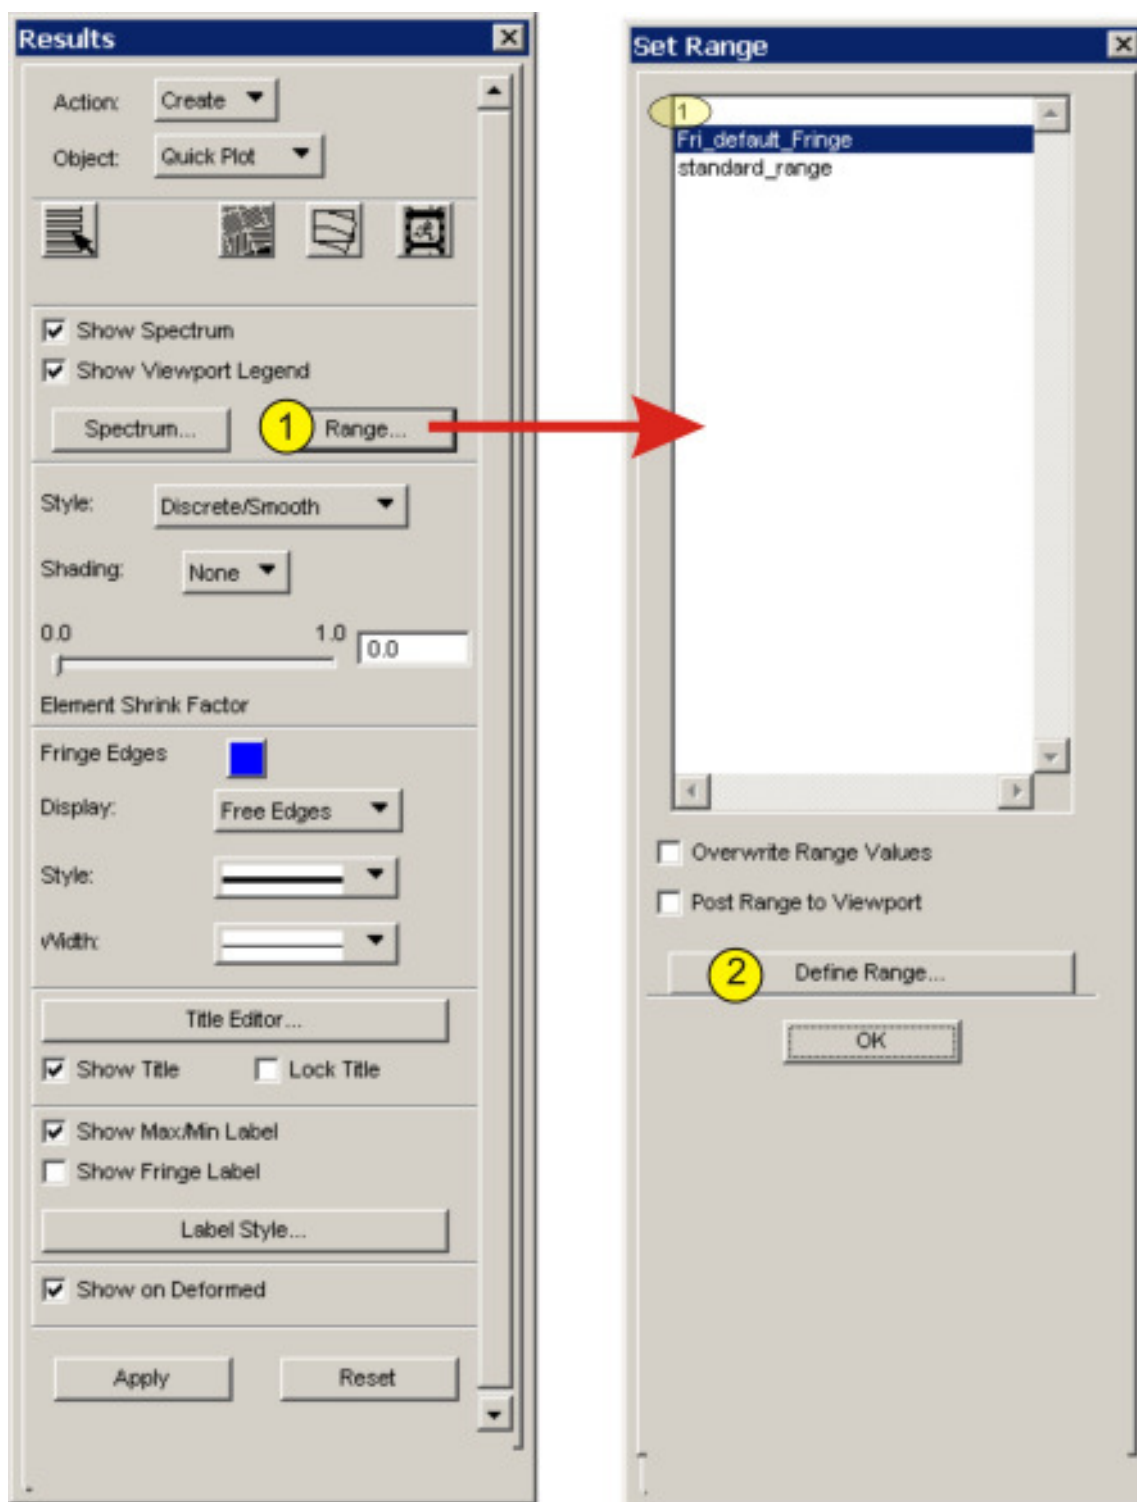 Results
Action: Create
Object: Quick Plot
Show Spectrum
Show Viewport Legend
Spectrum... 1 Range...
Style: Discrete/Smooth
Shading: None
0.0 1.0 0.0
Element Shrink Factor
Fringe Edges
Display: Free Edges
Style:
Width:
Title Editor...
Show Title Lock Title
Show Max/Min Label
Show Fringe Label
Label Style...
Show on Deformed
Apply Reset
Set Range
1
Fri_default_Fringe
standard_range
Overwrite Range Values
Post Range to Viewport
2 Define Range...
OK